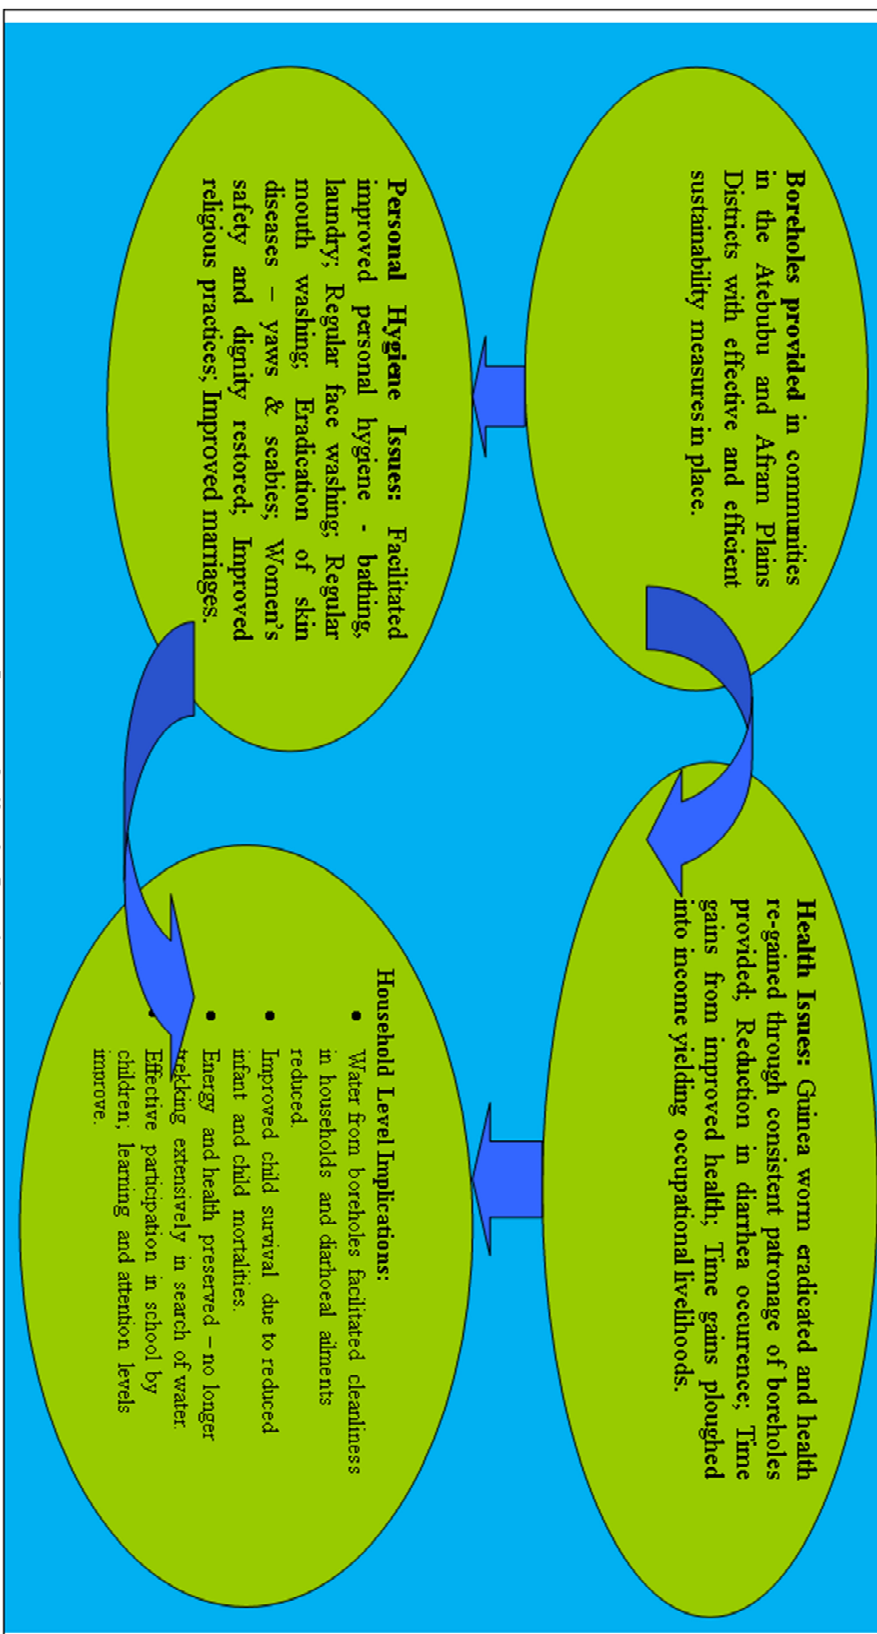 Boreholes provided in communities
in the Atebubu and Afram Plains
Districts with effective and efficient
sustainability measures in place.
Health Issues: Guinea worm eradicated and health
re-gained through consistent patronage of boreholes
provided; Reduction in diarrhea occurrence; Time
gains from improved health; Time gains ploughed
into income yielding occupational livelihoods.
Personal Hygiene Issues: Facilitated
improved personal hygiene - bathing,
laundry; Regular face washing; Regular
mouth washing; Eradication of skin
diseases – yaws & scabies; Women's
safety and dignity restored; Improved
religious practices; Improved marriages.
Household Level Implications:
• Water from boreholes facilitated cleanliness
in households and diarhoeal ailments
reduced.
• Improved child survival due to reduced
infant and child mortalities.
• Energy and health preserved – no longer
trekking extensively in search of water.
• Effective participation in school by
children; learning and attention levels
improve.